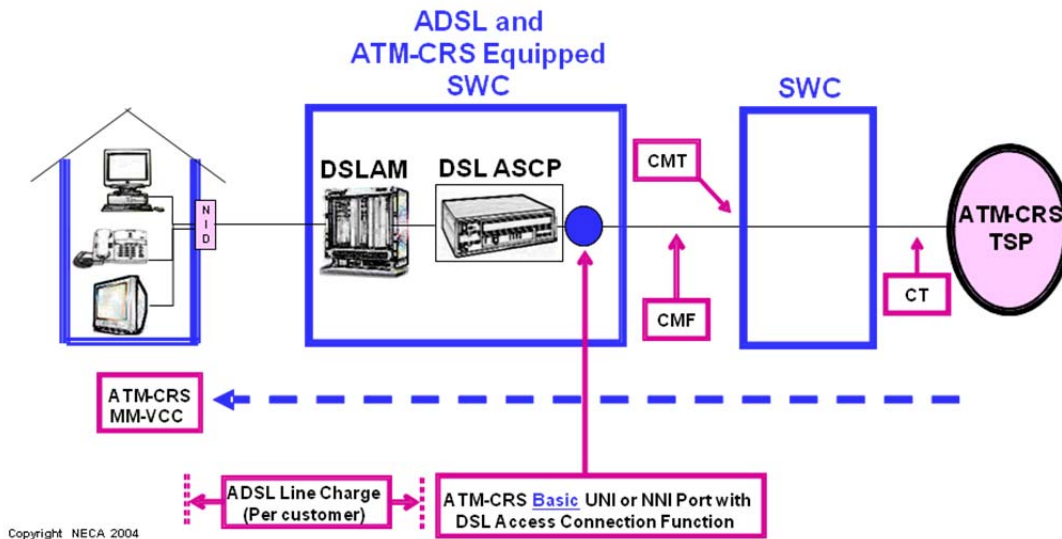 ADSL and
ATM-CRS Equipped
SWC
SWC
DSLAM
DSL ASCP
CMT
NID
ATM-CRS
TSP
CT
CMF
ATM-CRS
MM-VCC
ADSL Line Charge
(Per customer)
ATM-CRS Basic UNI or NNI Port with
DSL Access Connection Function
Copyright NECA 2004